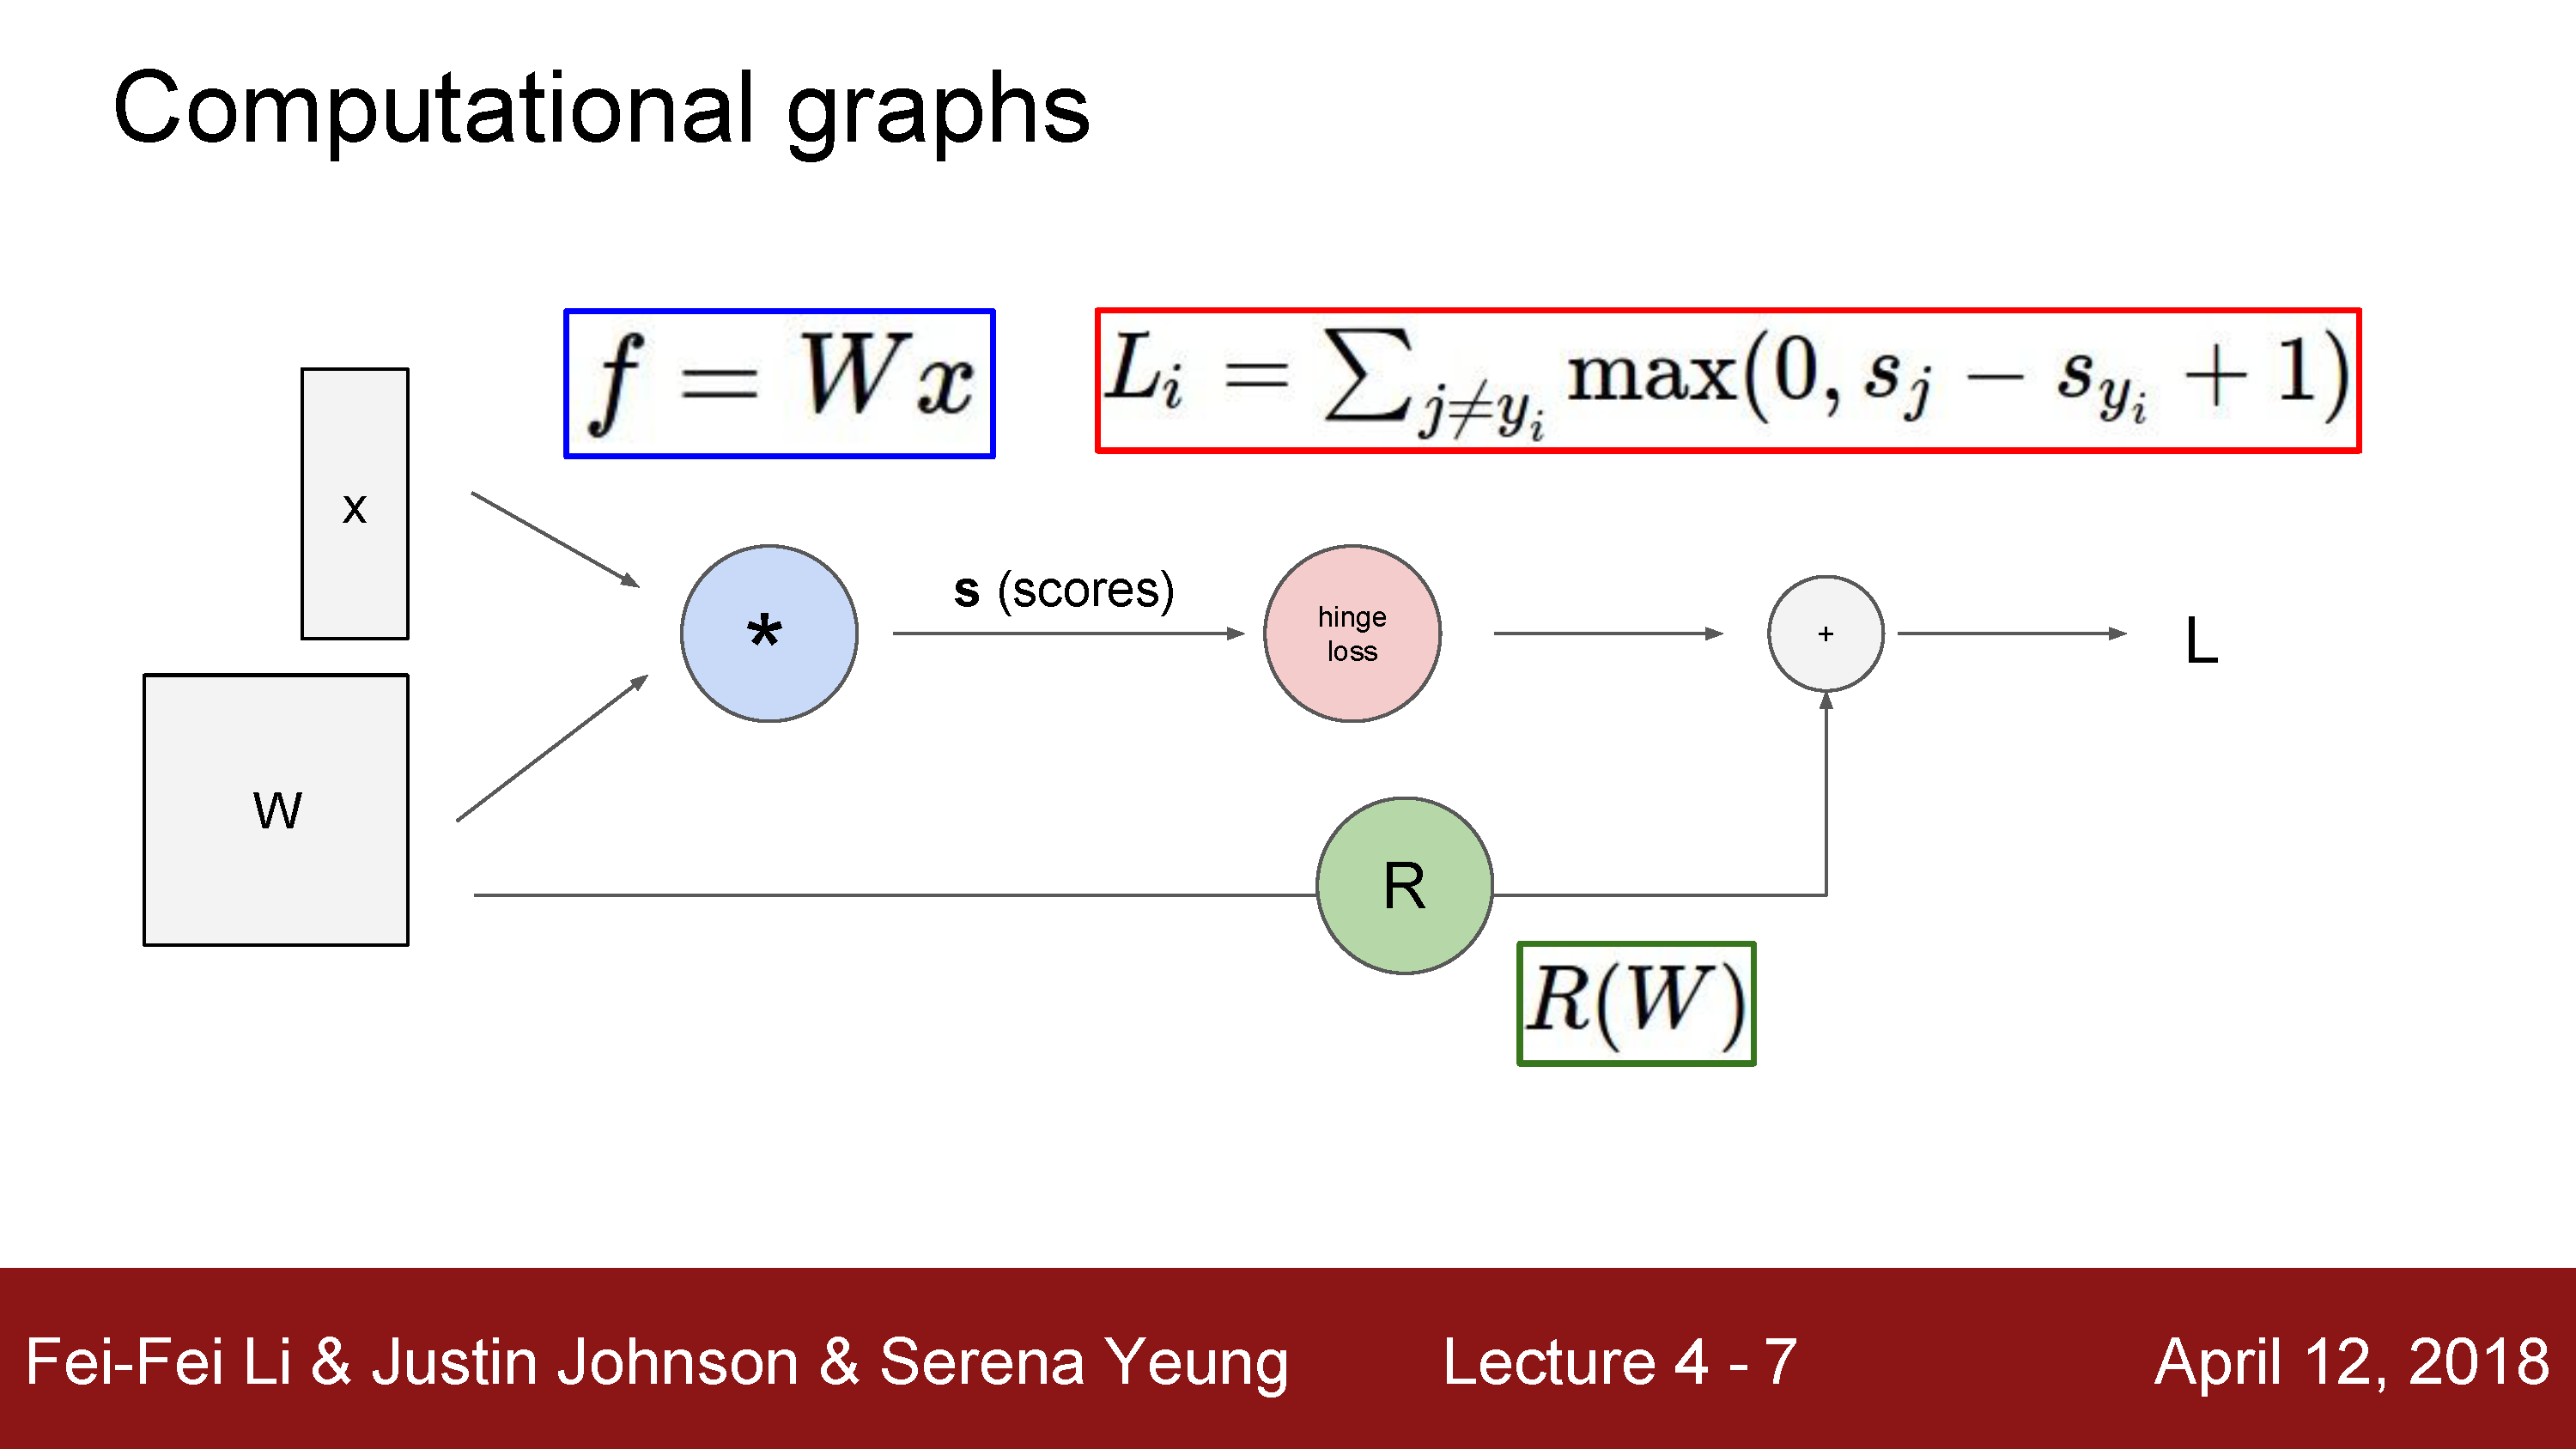 Computational graphs
f = Wx
L_i = ∑_{j≠y_i} max(0, s_j − s_{y_i} + 1)
x
s (scores)
*
hinge
loss
+
L
W
R
R(W)
Fei-Fei Li & Justin Johnson & Serena Yeung
Lecture 4 - 7
April 12, 2018